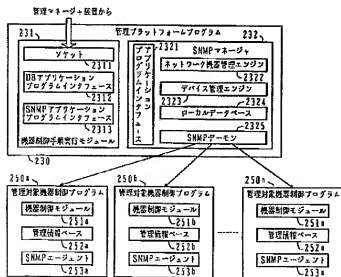 管理マネージャ装置から
管理プラットフォームプログラム
231
232
ソケット
2311
DBアプリケーション
プログラムインタフェース
2312
SNMPアプリケーション
プログラムインタフェース
2313
機器制御手順実行モジュール
230
アプリケーション
プログラムインタフェース
2321
SNMPマネージャ
ネットワーク機器管理エンジン
2322
デバイス管理エンジン
2323
2324
ローカルデータベース
2325
SNMPデーモン
250a
管理対象機器制御プログラム
機器制御モジュール
251a
管理情報ベース
252a
SNMPエージェント
253a
250b
管理対象機器制御プログラム
機器制御モジュール
251b
管理情報ベース
252b
SNMPエージェント
253b
250n
管理対象機器制御プログラム
機器制御モジュール
251n
管理情報ベース
252n
SNMPエージェント
253n